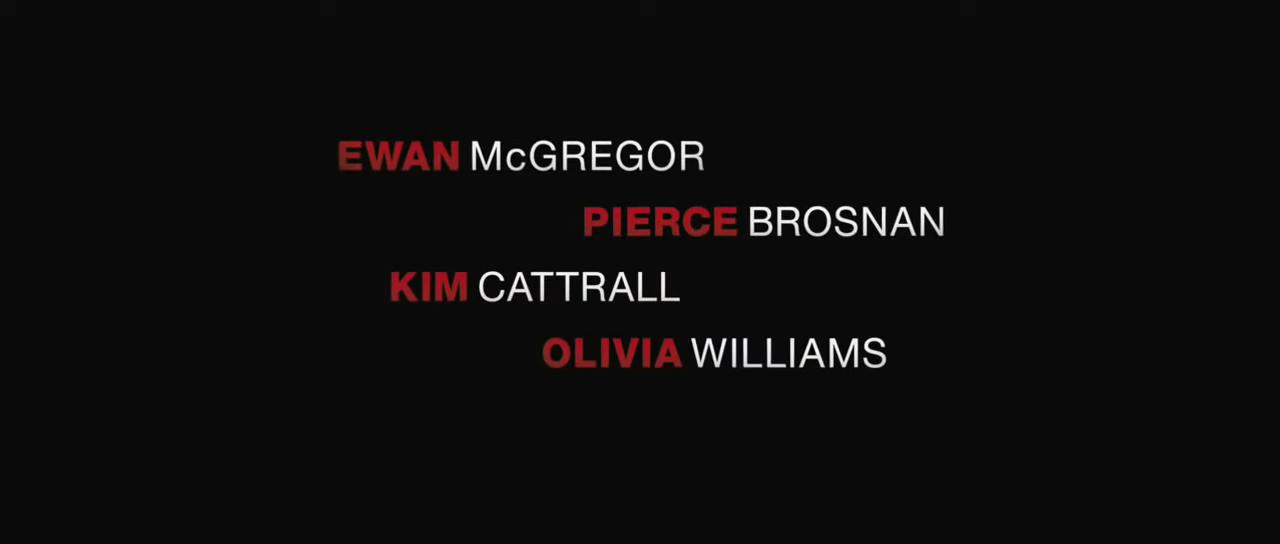 EWAN McGREGOR
PIERCE BROSNAN
KIM CATTRALL
OLIVIA WILLIAMS